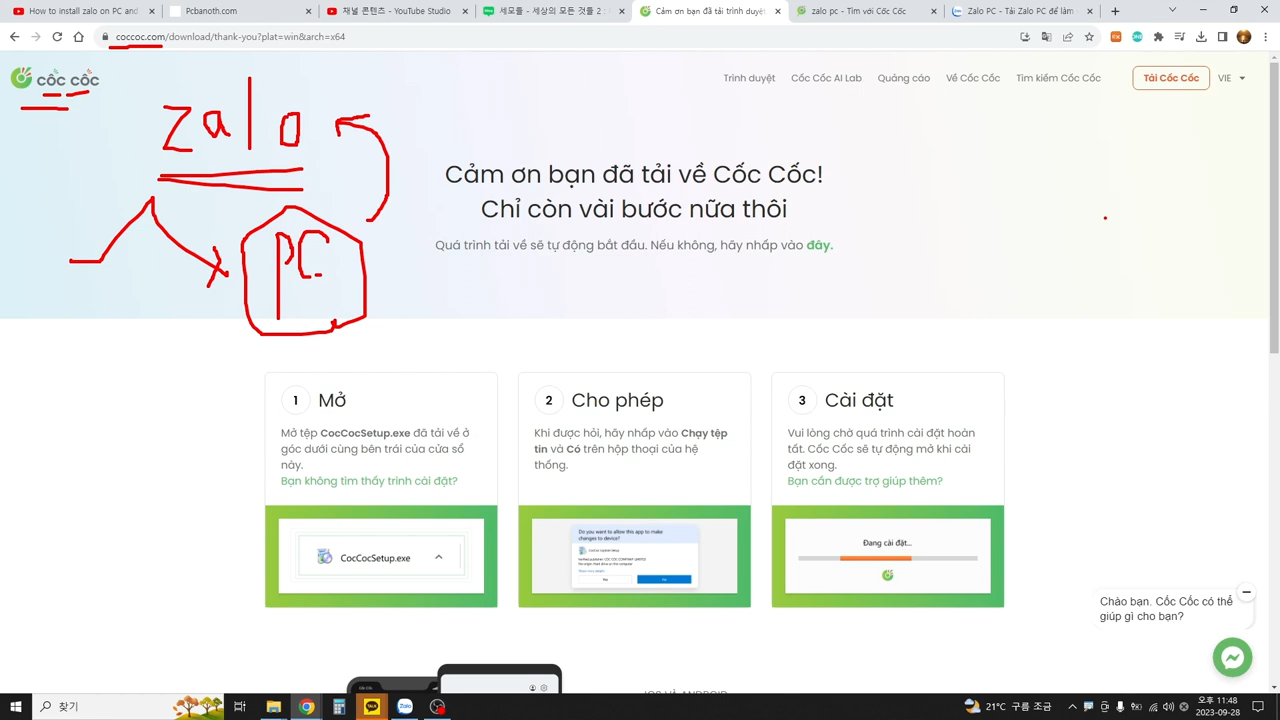 How to install zalo on PC and
Pcbanoth.com
채널 콘텐츠 - YouTube Studio
세모풀 - 세상의 모든 것들 2 :
Cảm ơn bạn đã tải trình duyệt
zalo pc - Tìm với Cốc Cốc
Zalo PC - Tải Zalo PC để làm
coccoc.com/download/thank-you?plat=win&arch=x64
cốc cốc
Trình duyệt
Cốc Cốc AI Lab
Quảng cáo
Về Cốc Cốc
Tìm kiếm Cốc Cốc
Tải Cốc Cốc
VIE
zalo
PC
Cảm ơn bạn đã tải về Cốc Cốc!
Chỉ còn vài bước nữa thôi
Quá trình tải về sẽ tự động bắt đầu. Nếu không, hãy nhấp vào đây.
1 Mở
Mở tệp CocCocSetup.exe đã tải về ở
góc dưới cùng bên trái của cửa sổ
này.
Bạn không tìm thấy trình cài đặt?
CocCocSetup.exe
2 Cho phép
Khi được hỏi, hãy nhấp vào Chạy tệp
tin và Có trên hộp thoại của hệ
thống.
Do you want to allow this app to make
changes to device?
3 Cài đặt
Vui lòng chờ quá trình cài đặt hoàn
tất. Cốc Cốc sẽ tự động mở khi cài
đặt xong.
Bạn cần được trợ giúp thêm?
Đang cài đặt...
Chào bạn. Cốc Cốc có thể
giúp gì cho bạn?
IOS VÀ ANDROID
찾기
TALK
Zalo
21°C 구름 조금
오후 11:48
2023-09-28